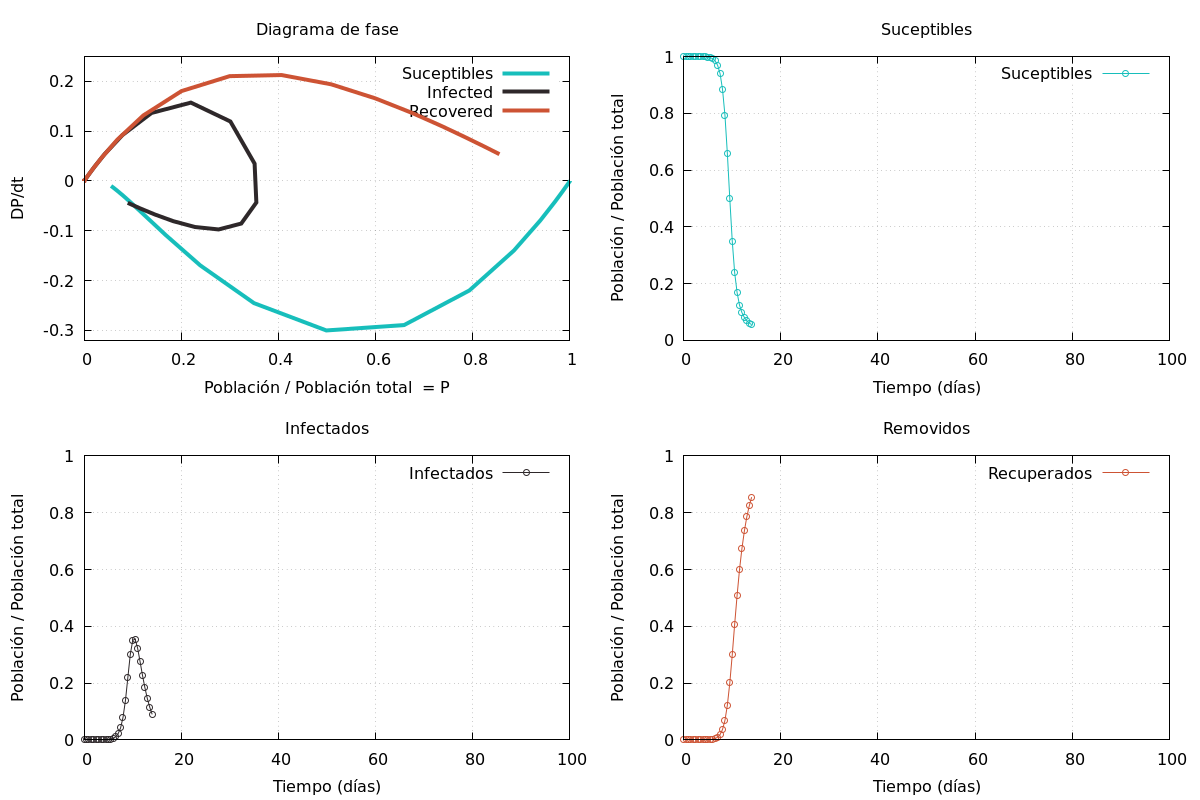 Diagrama de fase
Suceptibles
Infected
Recovered
0.2
0.1
0
-0.1
-0.2
-0.3
DP/dt
0 0.2 0.4 0.6 0.8 1
Población / Población total = P
Suceptibles
Suceptibles
1
0.8
0.6
0.4
0.2
0
Población / Población total
0 20 40 60 80 100
Tiempo (días)
Infectados
Infectados
1
0.8
0.6
0.4
0.2
0
Población / Población total
0 20 40 60 80 100
Tiempo (días)
Removidos
Recuperados
1
0.8
0.6
0.4
0.2
0
Población / Población total
0 20 40 60 80 100
Tiempo (días)